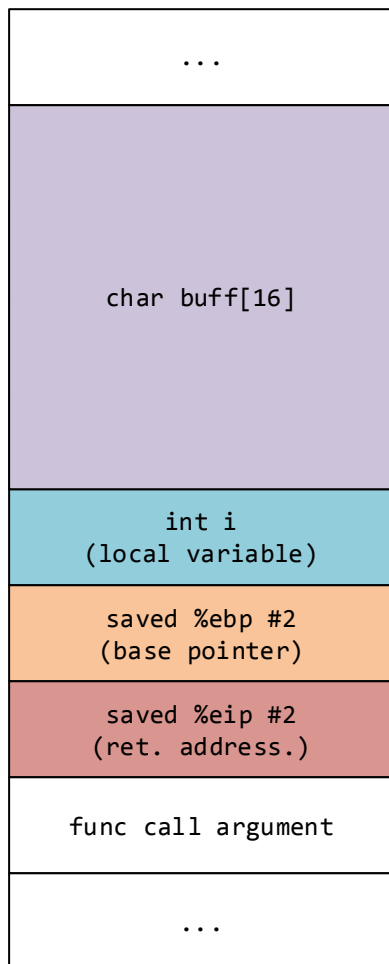 ...
char buff[16]
int i
(local variable)
saved %ebp #2
(base pointer)
saved %eip #2
(ret. address.)
func call argument
...